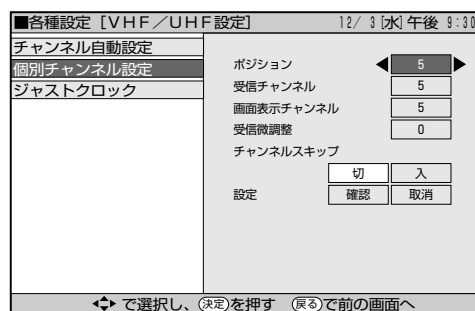 ■各種設定［VHF／UHF設定］ 12/ 3[水]午後 9:30
チャンネル自動設定
個別チャンネル設定
ジャストクロック
ポジション 5
受信チャンネル 5
画面表示チャンネル 5
受信微調整 0
チャンネルスキップ
切 入
設定 確認 取消
で選択し、決定を押す 戻るで前の画面へ